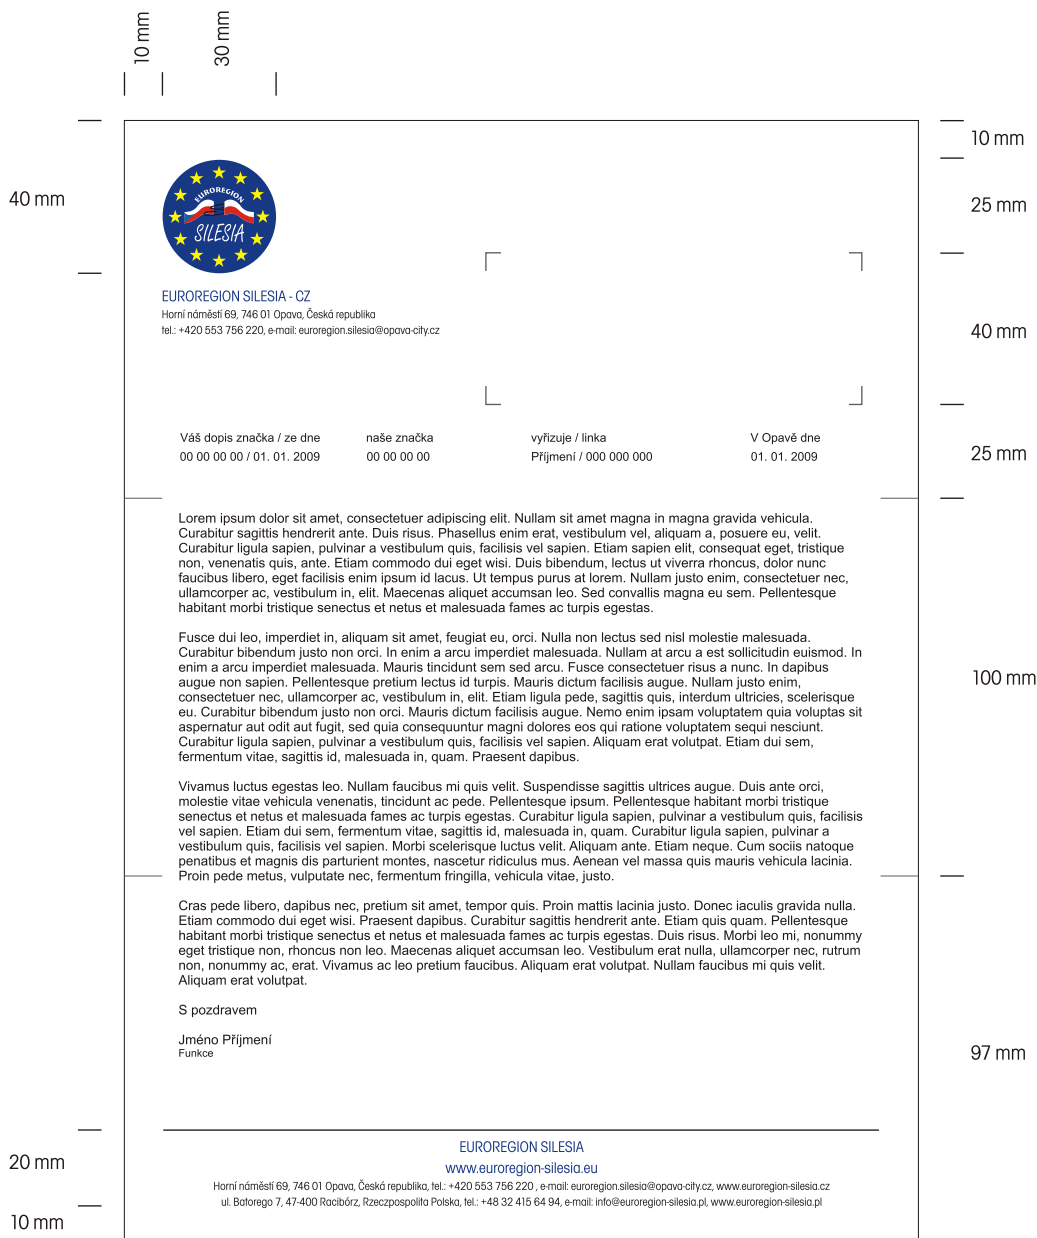 10 mm
30 mm
10 mm
40 mm
25 mm
EUROREGION
SILESIA
EUROREGION SILESIA - CZ
Horní náměstí 69, 746 01 Opava, Česká republika
tel.: +420 553 756 220, e-mail: euroregion.silesia@opava-city.cz
40 mm
Váš dopis značka / ze dne naše značka vyřizuje / linka V Opavě dne
00 00 00 00 / 01. 01. 2009 00 00 00 00 Příjmení / 000 000 000 01. 01. 2009
25 mm
Lorem ipsum dolor sit amet, consectetuer adipiscing elit. Nullam sit amet magna in magna gravida vehicula.
Curabitur sagittis hendrerit ante. Duis risus. Phasellus enim erat, vestibulum vel, aliquam a, posuere eu, velit.
Curabitur ligula sapien, pulvinar a vestibulum quis, facilisis vel sapien. Etiam sapien elit, consequat eget, tristique
non, venenatis quis, ante. Etiam commodo dui eget wisi. Duis bibendum, lectus ut viverra rhoncus, dolor nunc
faucibus libero, eget facilisis enim ipsum id lacus. Ut tempus purus at lorem. Nullam justo enim, consectetuer nec,
ullamcorper ac, vestibulum in, elit. Maecenas aliquet accumsan leo. Sed convallis magna eu sem. Pellentesque
habitant morbi tristique senectus et netus et malesuada fames ac turpis egestas.
Fusce dui leo, imperdiet in, aliquam sit amet, feugiat eu, orci. Nulla non lectus sed nisl molestie malesuada.
Curabitur bibendum justo non orci. In enim a arcu imperdiet malesuada. Nullam at arcu a est sollicitudin euismod. In
enim a arcu imperdiet malesuada. Mauris tincidunt sem sed arcu. Fusce consectetuer risus a nunc. In dapibus
augue non sapien. Pellentesque pretium lectus id turpis. Mauris dictum facilisis augue. Nullam justo enim,
consectetuer nec, ullamcorper ac, vestibulum in, elit. Etiam ligula pede, sagittis quis, interdum ultricies, scelerisque
eu. Curabitur bibendum justo non orci. Mauris dictum facilisis augue. Nemo enim ipsam voluptatem quia voluptas sit
aspernatur aut odit aut fugit, sed quia consequuntur magni dolores eos qui ratione voluptatem sequi nesciunt.
Curabitur ligula sapien, pulvinar a vestibulum quis, facilisis vel sapien. Aliquam erat volutpat. Etiam dui sem,
fermentum vitae, sagittis id, malesuada in, quam. Praesent dapibus.
100 mm
Vivamus luctus egestas leo. Nullam faucibus mi quis velit. Suspendisse sagittis ultrices augue. Duis ante orci,
molestie vitae vehicula venenatis, tincidunt ac pede. Pellentesque ipsum. Pellentesque habitant morbi tristique
senectus et netus et malesuada fames ac turpis egestas. Curabitur ligula sapien, pulvinar a vestibulum quis, facilisis
vel sapien. Etiam dui sem, fermentum vitae, sagittis id, malesuada in, quam. Curabitur ligula sapien, pulvinar a
vestibulum quis, facilisis vel sapien. Morbi scelerisque luctus velit. Aliquam ante. Etiam neque. Cum sociis natoque
penatibus et magnis dis parturient montes, nascetur ridiculus mus. Aenean vel massa quis mauris vehicula lacinia.
Proin pede metus, vulputate nec, fermentum fringilla, vehicula vitae, justo.
Cras pede libero, dapibus nec, pretium sit amet, tempor quis. Proin mattis lacinia justo. Donec iaculis gravida nulla.
Etiam commodo dui eget wisi. Praesent dapibus. Curabitur sagittis hendrerit ante. Etiam quis quam. Pellentesque
habitant morbi tristique senectus et netus et malesuada fames ac turpis egestas. Duis risus. Morbi leo mi, nonummy
eget tristique non, rhoncus non leo. Maecenas aliquet accumsan leo. Vestibulum erat nulla, ullamcorper nec, rutrum
non, nonummy ac, erat. Vivamus ac leo pretium faucibus. Aliquam erat volutpat. Nullam faucibus mi quis velit.
Aliquam erat volutpat.
S pozdravem
Jméno Příjmení
Funkce
97 mm
EUROREGION SILESIA
www.euroregion-silesia.eu
20 mm
Horní náměstí 69, 746 01 Opava, Česká republika, tel.: +420 553 756 220 , e-mail: euroregion.silesia@opava-city.cz, www.euroregion-silesia.cz
ul. Batorego 7, 47-400 Racibórz, Rzeczpospolita Polska, tel.: +48 32 415 64 94, e-mail: info@euroregion-silesia.pl, www.euroregion-silesia.pl
10 mm